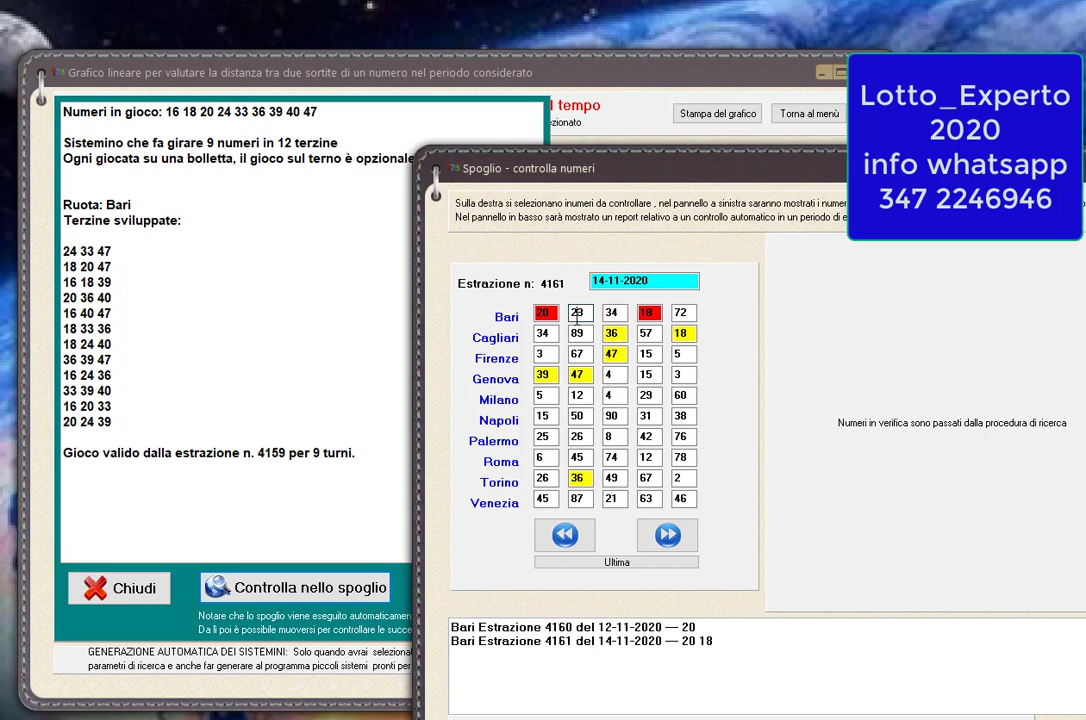 Grafico lineare per valutare la distanza tra due sortite di un numero nel periodo considerato
Numeri in gioco: 16 18 20 24 33 36 39 40 47
Sistemino che fa girare 9 numeri in 12 terzine
Ogni giocata su una bolletta, il gioco sul terno è opzionale
Ruota: Bari
Terzine sviluppate:
24 33 47
18 20 47
16 18 39
20 36 40
16 40 47
18 33 36
18 24 40
36 39 47
16 24 36
33 39 40
16 20 33
20 24 39
Gioco valido dalla estrazione n. 4159 per 9 turni.
Chiudi
Controlla nello spoglio
Notare che lo spoglio viene eseguito automaticamen
Da lì poi è possibile muoversi per controllare le succe
GENERAZIONE AUTOMATICA DEI SISTEMINI: Solo quando avrai selezionat
parametri di ricerca e anche far generare al programma piccoli sistemi pronti per
l tempo
ezionato
Stampa del grafico
Torna al menù
Lotto_Experto
2020
info whatsapp
347 2246946
Spoglio - controlla numeri
Sulla destra si selezionano inumeri da controllare , nel pannello a sinistra saranno mostrati i numer
Nel pannello in basso sarà mostrato un report relativo a un controllo automatico in un periodo di e
Estrazione n: 4161 14-11-2020
Bari 20 23 34 18 72
Cagliari 34 89 36 57 18
Firenze 3 67 47 15 5
Genova 39 47 4 15 3
Milano 5 12 4 29 60
Napoli 15 50 90 31 38
Palermo 25 26 8 42 76
Roma 6 45 74 12 78
Torino 26 36 49 67 2
Venezia 45 87 21 63 46
Ultima
Numeri in verifica sono passati dalla procedura di ricerca
Bari Estrazione 4160 del 12-11-2020 — 20
Bari Estrazione 4161 del 14-11-2020 — 20 18